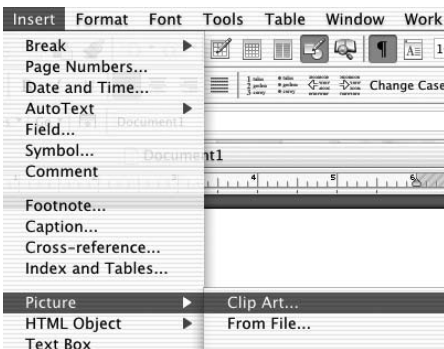 Insert Format Font Tools Table Window Work
Break
Page Numbers...
Date and Time...
Change Case
AutoText
Document1
Field...
Symbol...
Document1
Comment
4 5 6
Footnote...
Caption...
Cross-reference...
Index and Tables...
Picture Clip Art...
HTML Object From File...
Text Box